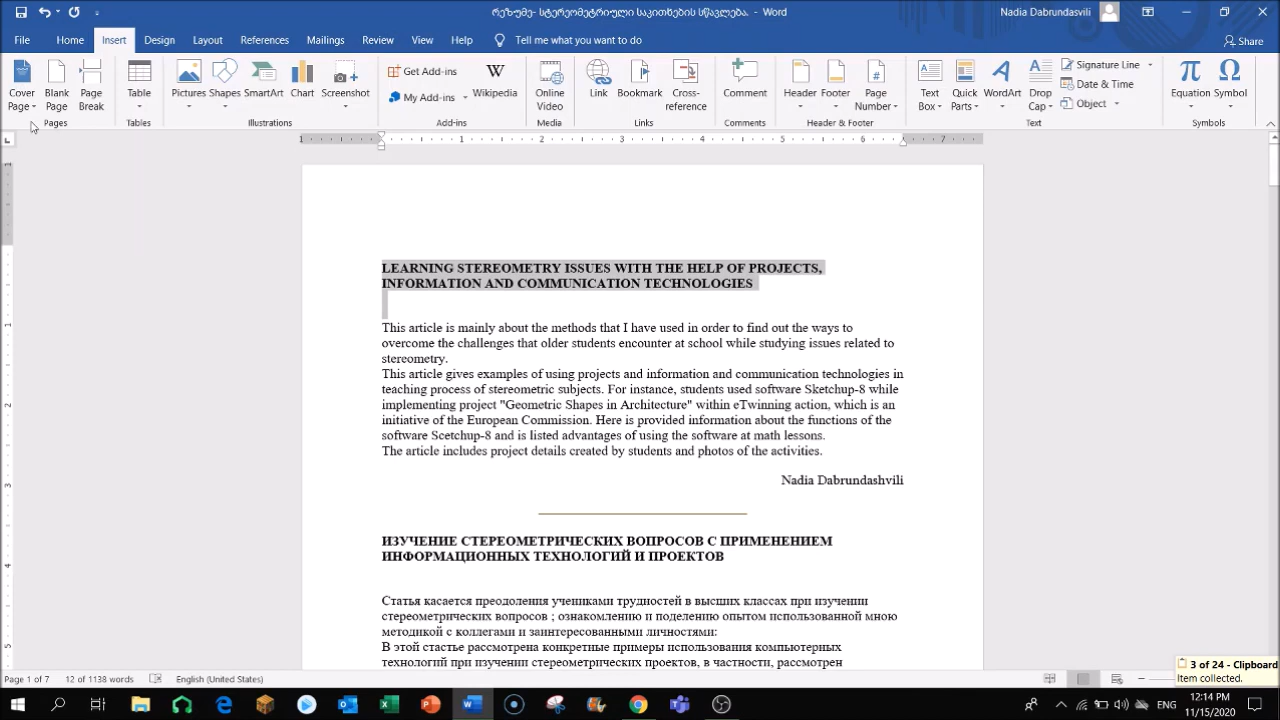 რეზუმე- სტერეომეტრიული საკითხების სწავლება. - Word
Nadia Dabrundasvili
File Home Insert Design Layout References Mailings Review View Help Tell me what you want to do Share
Cover Page Blank Page Page Break Table Pictures Shapes SmartArt Chart Screenshot Get Add-ins My Add-ins Wikipedia Online Video Link Bookmark Cross-reference Comment Header Footer Page Number Text Box Quick Parts WordArt Drop Cap Signature Line Date & Time Object Equation Symbol
Pages Tables Illustrations Add-ins Media Links Comments Header & Footer Text Symbols
1 1 2 3 4 5 6 7
LEARNING STEREOMETRY ISSUES WITH THE HELP OF PROJECTS,
INFORMATION AND COMMUNICATION TECHNOLOGIES
This article is mainly about the methods that I have used in order to find out the ways to
overcome the challenges that older students encounter at school while studying issues related to
stereometry.
This article gives examples of using projects and information and communication technologies in
teaching process of stereometric subjects. For instance, students used software Sketchup-8 while
implementing project "Geometric Shapes in Architecture" within eTwinning action, which is an
initiative of the European Commission. Here is provided information about the functions of the
software Scetchup-8 and is listed advantages of using the software at math lessons.
The article includes project details created by students and photos of the activities.
Nadia Dabrundashvili
ИЗУЧЕНИЕ СТЕРЕОМЕТРИЧЕСКИХ ВОПРОСОВ С ПРИМЕНЕНИЕМ
ИНФОРМАЦИОННЫХ ТЕХНОЛОГИЙ И ПРОЕКТОВ
Статья касается преодоления учениками трудностей в высших классах при изучении
стереометрических вопросов ; ознакомлению и поделению опытом использованной мною
методикой с коллегами и заинтересованными личностями:
В этой стастье рассмотрена конкретные примеры использования компьютерных
технологий при изучении стереометрических проектов, в частности, рассмотрен
1 1 2 3 4 5
3 of 24 - Clipboard
Item collected.
Page 1 of 7 12 of 1138 words English (United States)
ENG
12:14 PM
11/15/2020